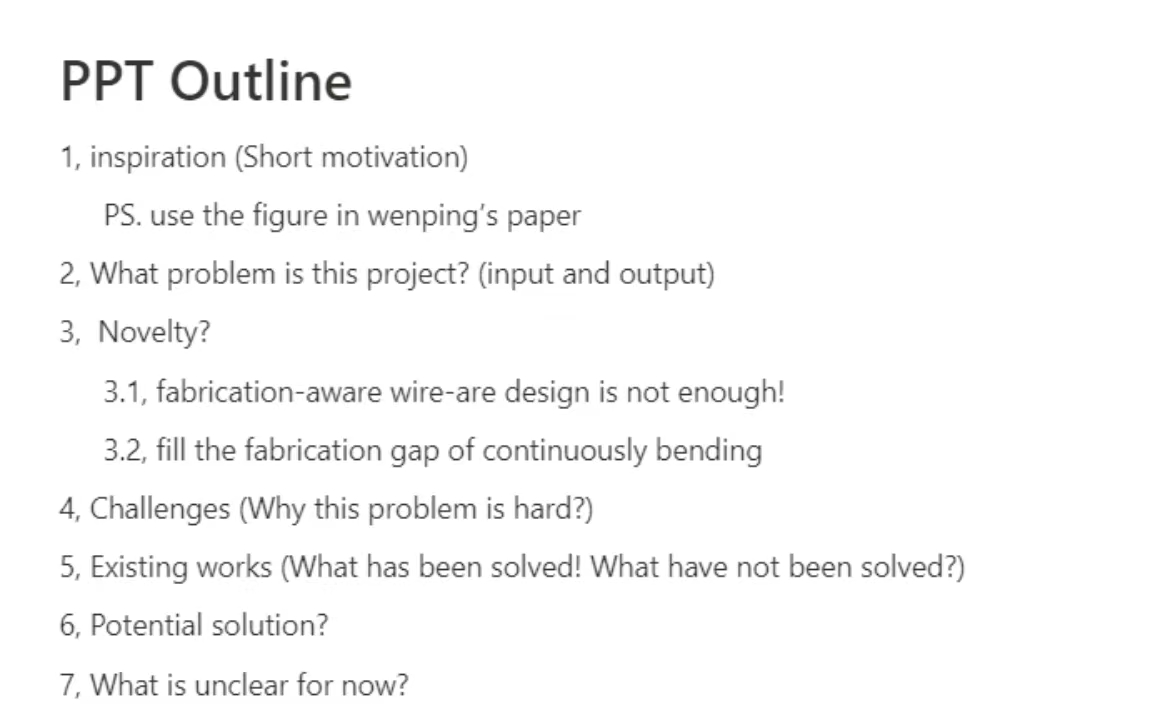 PPT Outline
1, inspiration (Short motivation)
PS. use the figure in wenping's paper
2, What problem is this project? (input and output)
3, Novelty?
3.1, fabrication-aware wire-are design is not enough!
3.2, fill the fabrication gap of continuously bending
4, Challenges (Why this problem is hard?)
5, Existing works (What has been solved! What have not been solved?)
6, Potential solution?
7, What is unclear for now?